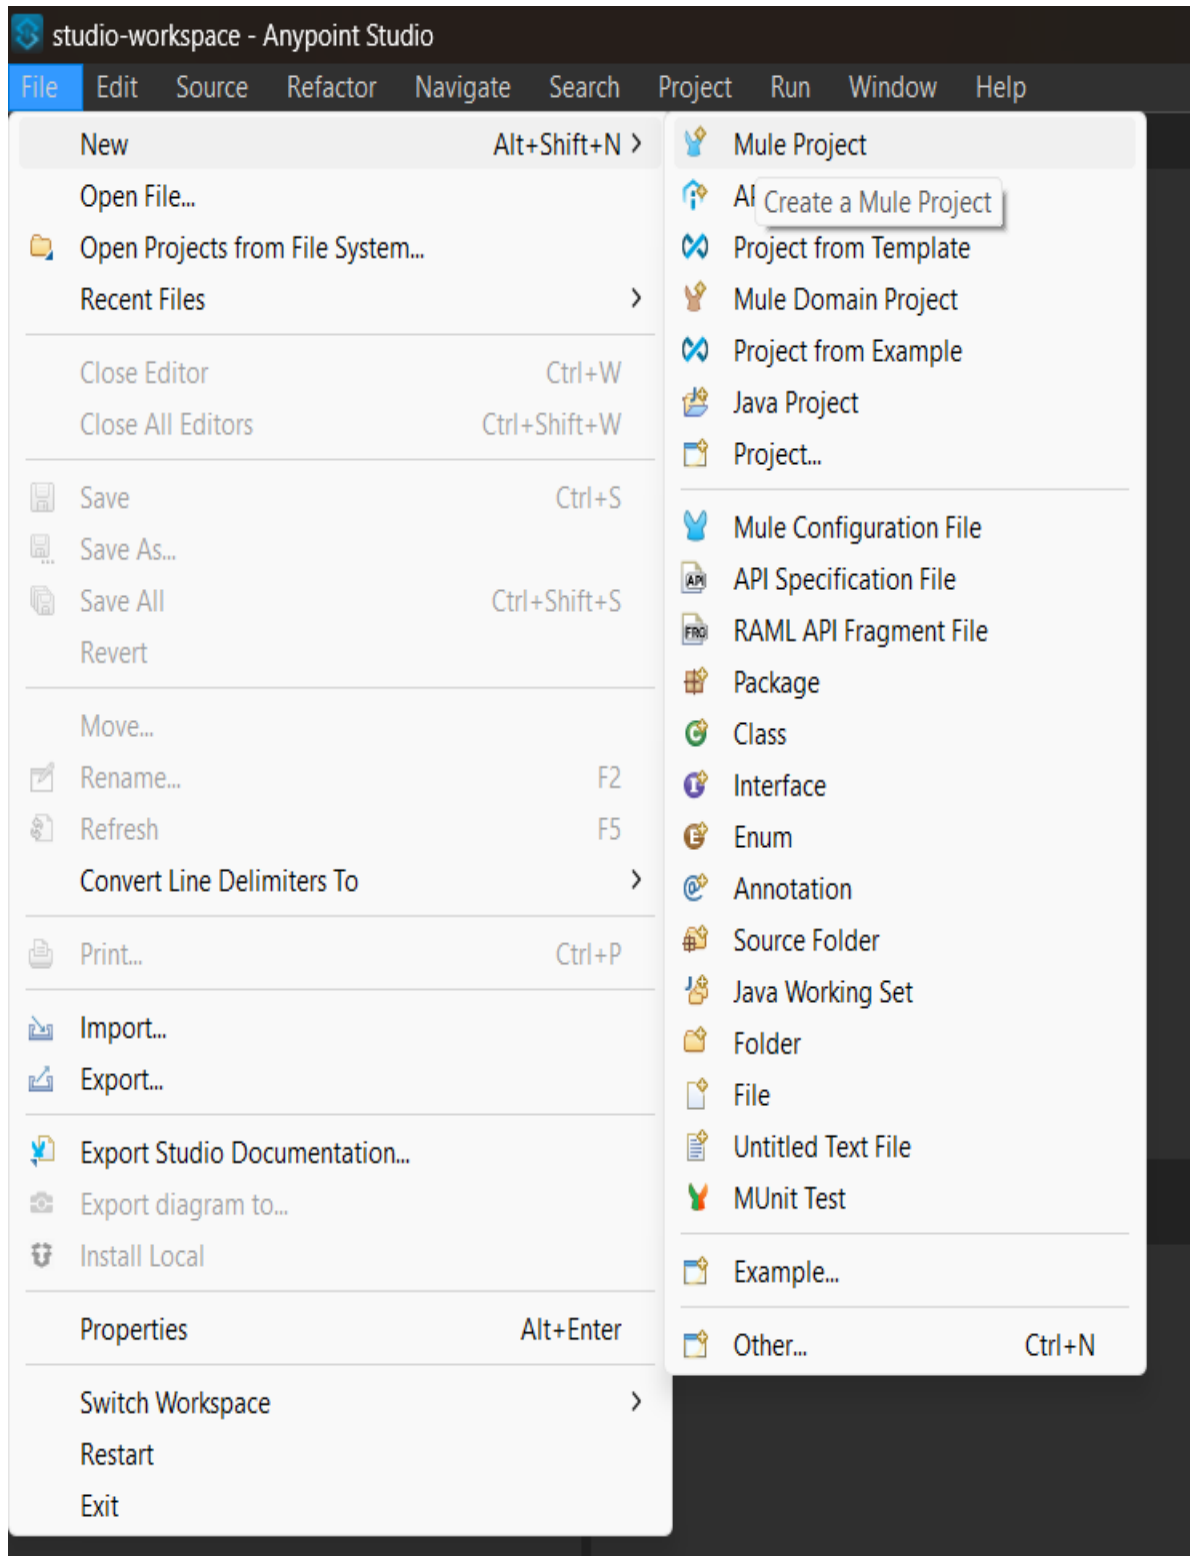 studio-workspace - Anypoint Studio
File Edit Source Refactor Navigate Search Project Run Window Help
New Alt+Shift+N
Open File...
Open Projects from File System...
Recent Files
Close Editor Ctrl+W
Close All Editors Ctrl+Shift+W
Save Ctrl+S
Save As...
Save All Ctrl+Shift+S
Revert
Move...
Rename... F2
Refresh F5
Convert Line Delimiters To
Print... Ctrl+P
Import...
Export...
Export Studio Documentation...
Export diagram to...
Install Local
Properties Alt+Enter
Switch Workspace
Restart
Exit
Mule Project
Create a Mule Project
Project from Template
Mule Domain Project
Project from Example
Java Project
Project...
Mule Configuration File
API Specification File
RAML API Fragment File
Package
Class
Interface
Enum
Annotation
Source Folder
Java Working Set
Folder
File
Untitled Text File
MUnit Test
Example...
Other... Ctrl+N